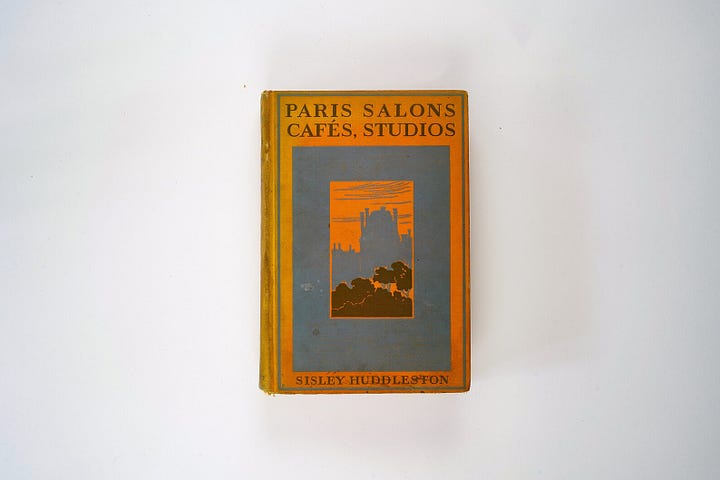 PARIS SALONS
CAFÉS, STUDIOS
SISLEY HUDDLESTON